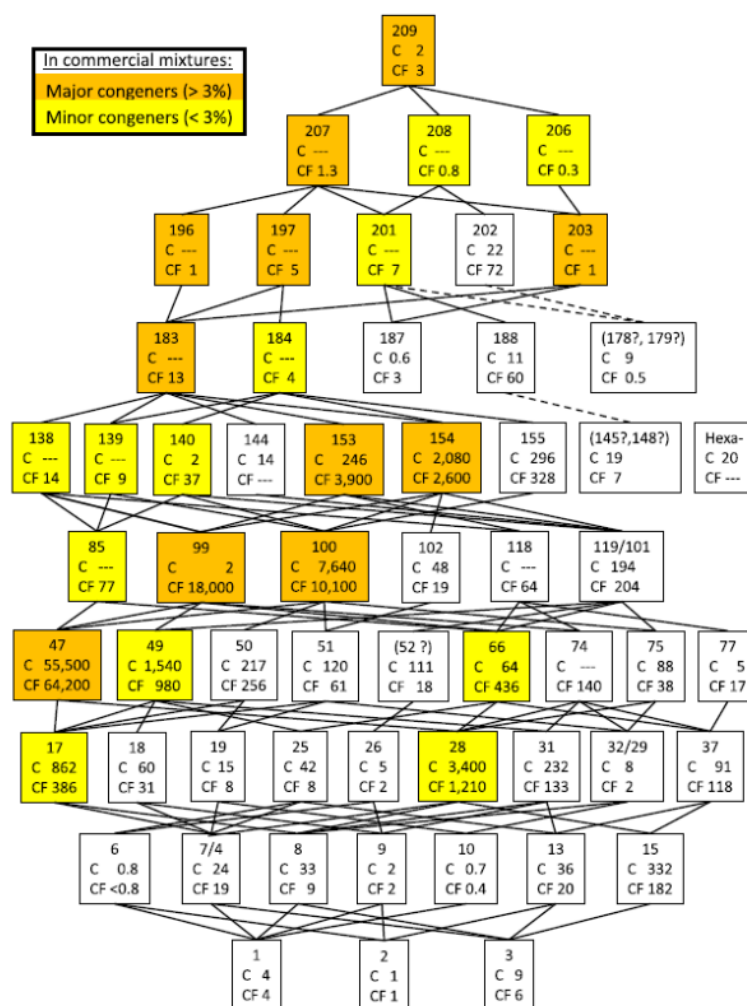 209
C 2
CF 3
In commercial mixtures:
Major congeners (> 3%)
Minor congeners (< 3%)
207
C ---
CF 1.3
208
C ---
CF 0.8
206
C ---
CF 0.3
196
C ---
CF 1
197
C ---
CF 5
201
C ---
CF 7
202
C 22
CF 72
203
C ---
CF 1
183
C ---
CF 13
184
C ---
CF 4
187
C 0.6
CF 3
188
C 11
CF 60
(178?, 179?)
C 9
CF 0.5
138
C ---
CF 14
139
C ---
CF 9
140
C 2
CF 37
144
C 14
CF ---
153
C 246
CF 3,900
154
C 2,080
CF 2,600
155
C 296
CF 328
(145?,148?)
C 19
CF 7
Hexa-
C 20
CF ---
85
C ---
CF 77
99
C 2
CF 18,000
100
C 7,640
CF 10,100
102
C 48
CF 19
118
C ---
CF 64
119/101
C 194
CF 204
47
C 55,500
CF 64,200
49
C 1,540
CF 980
50
C 217
CF 256
51
C 120
CF 61
(52 ?)
C 111
CF 18
66
C 64
CF 436
74
C ---
CF 140
75
C 88
CF 38
77
C 5
CF 17
17
C 862
CF 386
18
C 60
CF 31
19
C 15
CF 8
25
C 42
CF 8
26
C 5
CF 2
28
C 3,400
CF 1,210
31
C 232
CF 133
32/29
C 8
CF 2
37
C 91
CF 118
6
C 0.8
CF <0.8
7/4
C 24
CF 19
8
C 33
CF 9
9
C 2
CF 2
10
C 0.7
CF 0.4
13
C 36
CF 20
15
C 332
CF 182
1
C 4
CF 4
2
C 1
CF 1
3
C 9
CF 6